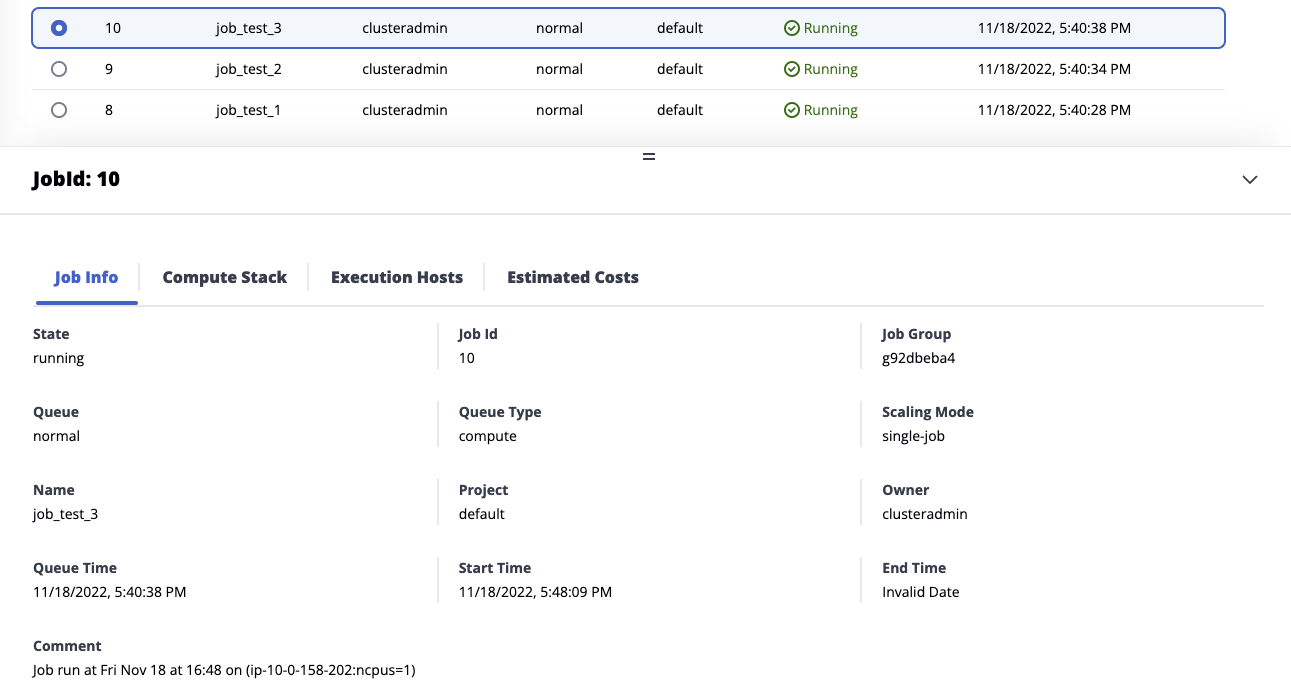 10 job_test_3 clusteradmin normal default Running 11/18/2022, 5:40:38 PM
9 job_test_2 clusteradmin normal default Running 11/18/2022, 5:40:34 PM
8 job_test_1 clusteradmin normal default Running 11/18/2022, 5:40:28 PM
JobId: 10
Job Info Compute Stack Execution Hosts Estimated Costs
State Job Id Job Group
running 10 g92dbeba4
Queue Queue Type Scaling Mode
normal compute single-job
Name Project Owner
job_test_3 default clusteradmin
Queue Time Start Time End Time
11/18/2022, 5:40:38 PM 11/18/2022, 5:48:09 PM Invalid Date
Comment
Job run at Fri Nov 18 at 16:48 on (ip-10-0-158-202:ncpus=1)